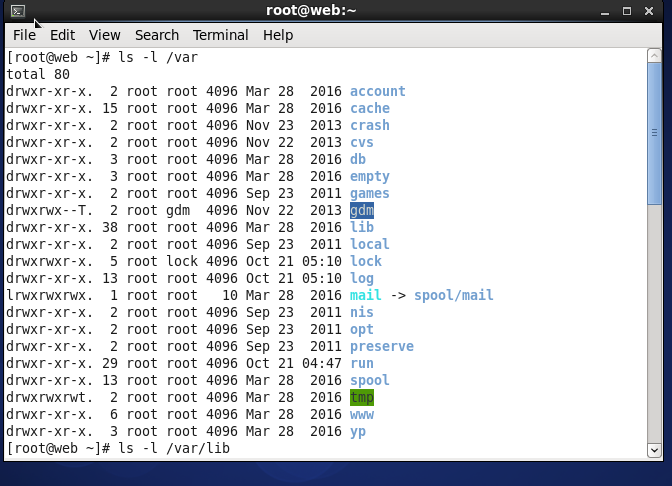 root@web:~
File Edit View Search Terminal Help
[root@web ~]# ls -l /var
total 80
drwxr-xr-x.  2 root root 4096 Mar 28  2016 account
drwxr-xr-x. 15 root root 4096 Mar 28  2016 cache
drwxr-xr-x.  2 root root 4096 Nov 23  2013 crash
drwxr-xr-x.  2 root root 4096 Nov 22  2013 cvs
drwxr-xr-x.  3 root root 4096 Mar 28  2016 db
drwxr-xr-x.  3 root root 4096 Mar 28  2016 empty
drwxr-xr-x.  2 root root 4096 Sep 23  2011 games
drwxrwx--T.  2 root gdm  4096 Nov 22  2013 gdm
drwxr-xr-x. 38 root root 4096 Mar 28  2016 lib
drwxr-xr-x.  2 root root 4096 Sep 23  2011 local
drwxrwxr-x.  5 root lock 4096 Oct 21 05:10 lock
drwxr-xr-x. 13 root root 4096 Oct 21 05:10 log
lrwxrwxrwx.  1 root root   10 Mar 28  2016 mail -> spool/mail
drwxr-xr-x.  2 root root 4096 Sep 23  2011 nis
drwxr-xr-x.  2 root root 4096 Sep 23  2011 opt
drwxr-xr-x.  2 root root 4096 Sep 23  2011 preserve
drwxr-xr-x. 29 root root 4096 Oct 21 04:47 run
drwxr-xr-x. 13 root root 4096 Mar 28  2016 spool
drwxrwxrwt.  2 root root 4096 Mar 28  2016 tmp
drwxr-xr-x.  6 root root 4096 Mar 28  2016 www
drwxr-xr-x.  3 root root 4096 Mar 28  2016 yp
[root@web ~]# ls -l /var/lib